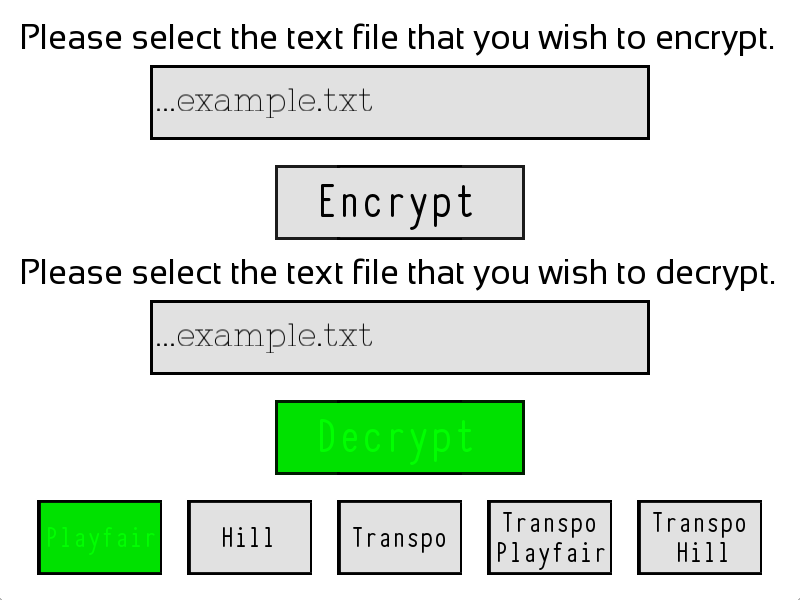 Please select the text file that you wish to encrypt.
...example.txt
Encrypt
Please select the text file that you wish to decrypt.
...example.txt
Decrypt
Playfair
Hill
Transpo
Transpo
Playfair
Transpo
Hill